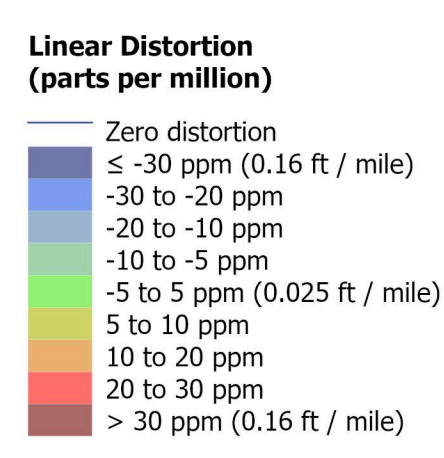 Linear Distortion
(parts per million)
Zero distortion
≤ -30 ppm (0.16 ft / mile)
-30 to -20 ppm
-20 to -10 ppm
-10 to -5 ppm
-5 to 5 ppm (0.025 ft / mile)
5 to 10 ppm
10 to 20 ppm
20 to 30 ppm
> 30 ppm (0.16 ft / mile)